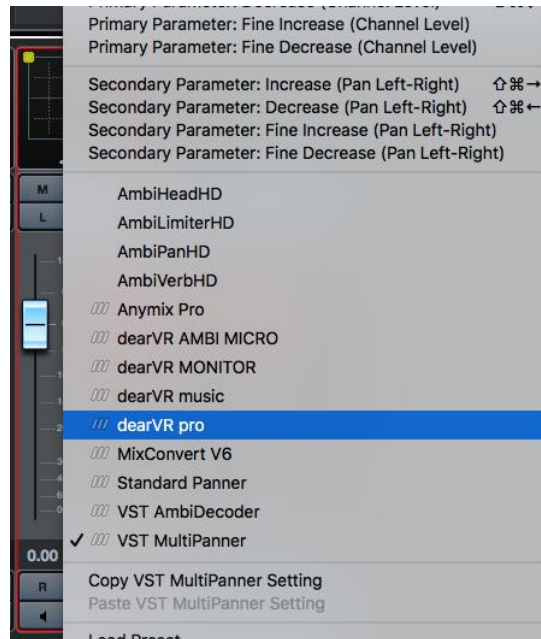 Primary Parameter: Fine Increase (Channel Level)
Primary Parameter: Fine Decrease (Channel Level)
Secondary Parameter: Increase (Pan Left-Right) ⇧⌘→
Secondary Parameter: Decrease (Pan Left-Right) ⇧⌘←
Secondary Parameter: Fine Increase (Pan Left-Right)
Secondary Parameter: Fine Decrease (Pan Left-Right)
M
AmbiHeadHD
L
AmbiLimiterHD
AmbiPanHD
AmbiVerbHD
Anymix Pro
dearVR AMBI MICRO
dearVR MONITOR
dearVR music
dearVR pro
MixConvert V6
Standard Panner
VST AmbiDecoder
✓ VST MultiPanner
0.00
R
Copy VST MultiPanner Setting
Paste VST MultiPanner Setting
Load Preset